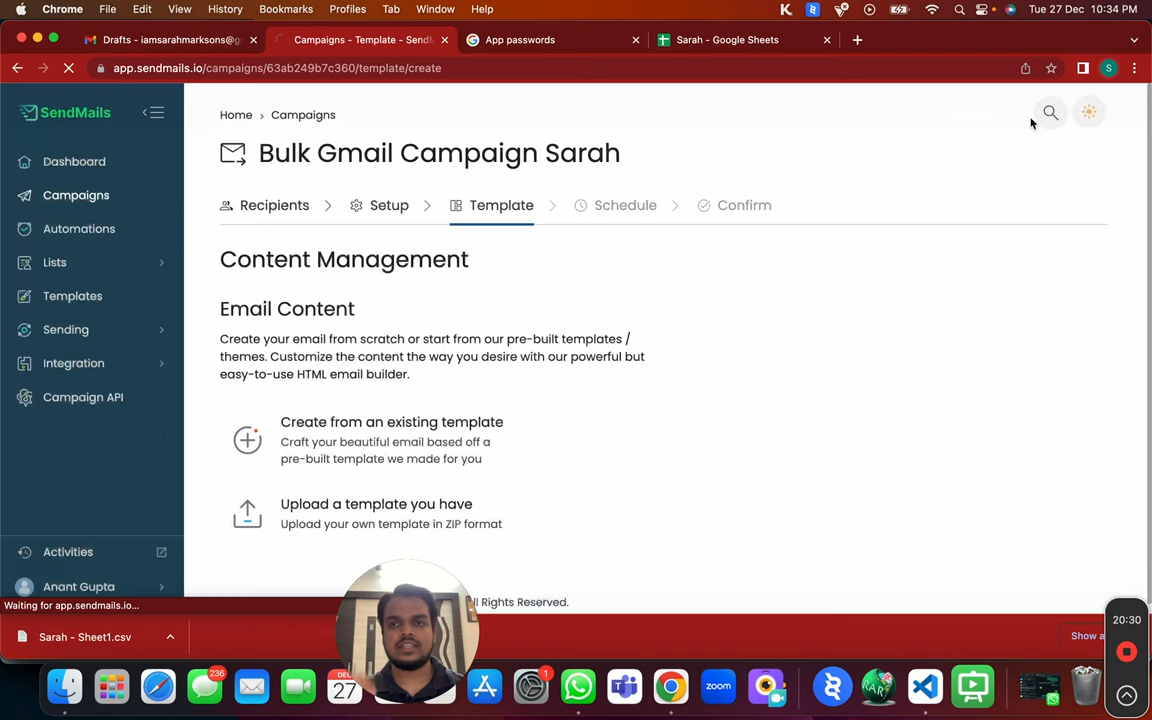 Chrome File Edit View History Bookmarks Profiles Tab Window Help Tue 27 Dec 10:34 PM
Drafts - iamsarahmarksons@g Campaigns - Template - SendM App passwords Sarah - Google Sheets
app.sendmails.io/campaigns/63ab249b7c360/template/create S
SendMails
Home › Campaigns
Bulk Gmail Campaign Sarah
Dashboard
Campaigns
Automations
Lists
Templates
Sending
Integration
Campaign API
Recipients Setup Template Schedule Confirm
Content Management
Email Content
Create your email from scratch or start from our pre-built templates /
themes. Customize the content the way you desire with our powerful but
easy-to-use HTML email builder.
Create from an existing template
Craft your beautiful email based off a
pre-built template we made for you
Upload a template you have
Upload your own template in ZIP format
Activities
Anant Gupta
Waiting for app.sendmails.io...
ll Rights Reserved.
Sarah - Sheet1.csv
Show a
20:30
236
DEC
27
1
zoom
RAR